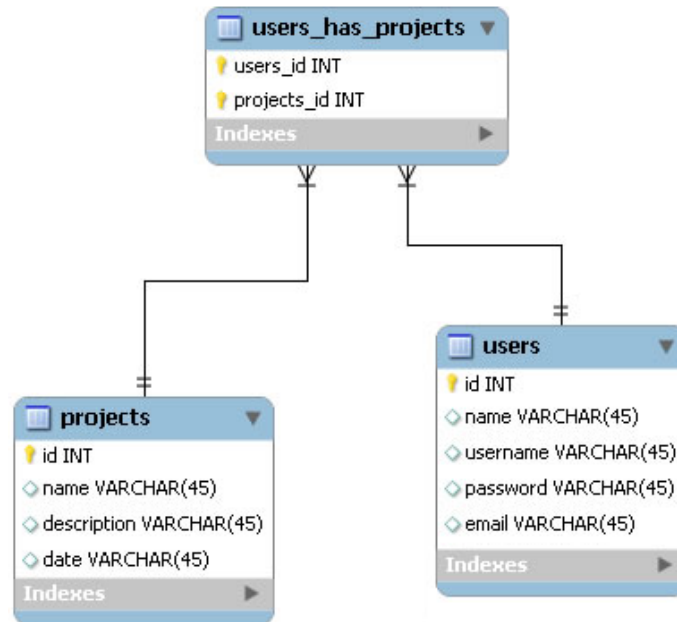 users_has_projects
users_id INT
projects_id INT
Indexes
projects
id INT
name VARCHAR(45)
description VARCHAR(45)
date VARCHAR(45)
Indexes
users
id INT
name VARCHAR(45)
username VARCHAR(45)
password VARCHAR(45)
email VARCHAR(45)
Indexes